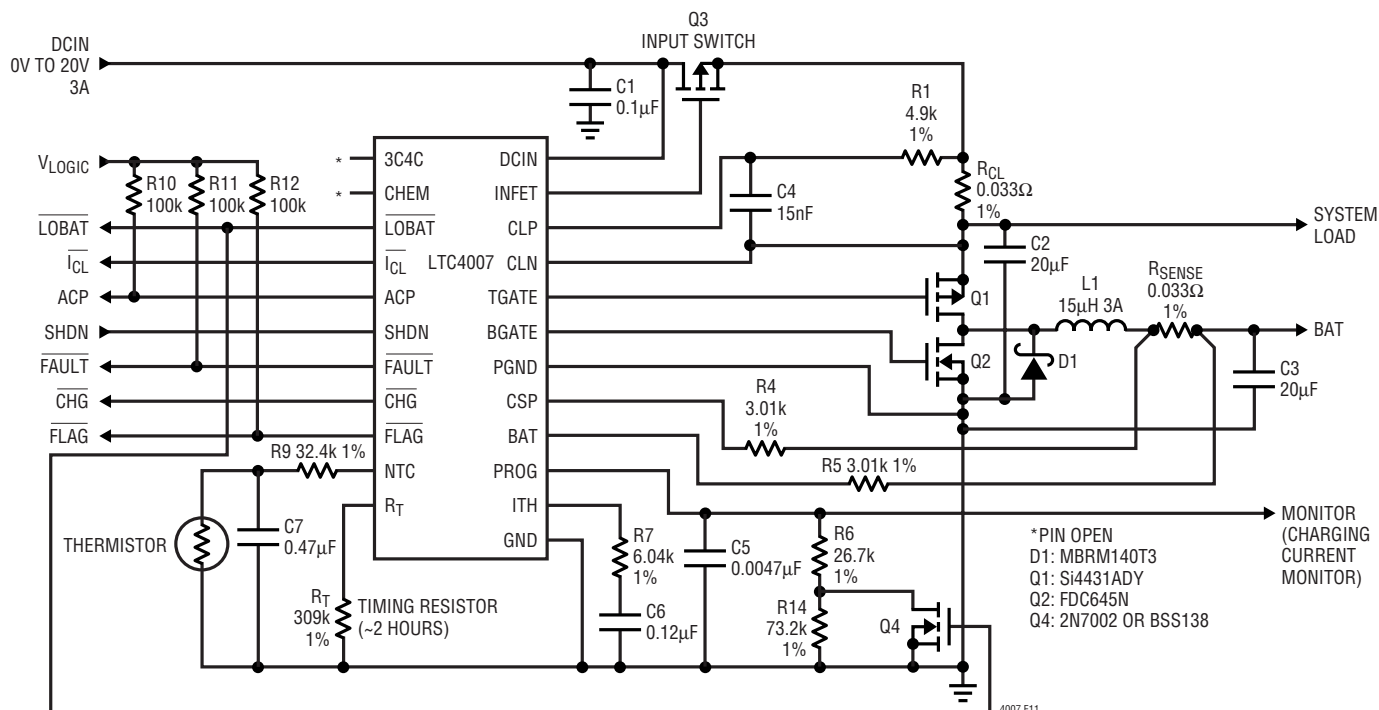 Q3
INPUT SWITCH
DCIN
0V TO 20V
3A
C1
0.1µF
R1
4.9k
1%
VLOGIC
R10
100k
R11
100k
R12
100k
*
3C4C
DCIN
*
CHEM
INFET
C4
15nF
RCL
0.033Ω
1%
LOBAT
LOBAT
CLP
SYSTEM
LOAD
ICL
ICL
LTC4007
CLN
C2
20µF
ACP
ACP
TGATE
Q1
L1
15µH 3A
RSENSE
0.033Ω
1%
SHDN
SHDN
BGATE
BAT
FAULT
FAULT
PGND
Q2
D1
C3
20µF
CHG
CHG
CSP
R4
3.01k
1%
FLAG
FLAG
BAT
R9 32.4k 1%
NTC
PROG
R5 3.01k 1%
RT
ITH
MONITOR
(CHARGING
CURRENT
MONITOR)
THERMISTOR
C7
0.47µF
GND
R7
6.04k
1%
C5
0.0047µF
R6
26.7k
1%
*PIN OPEN
D1: MBRM140T3
Q1: Si4431ADY
Q2: FDC645N
Q4: 2N7002 OR BSS138
RT
309k
1%
TIMING RESISTOR
(~2 HOURS)
C6
0.12µF
R14
73.2k
1%
Q4
4007 F11